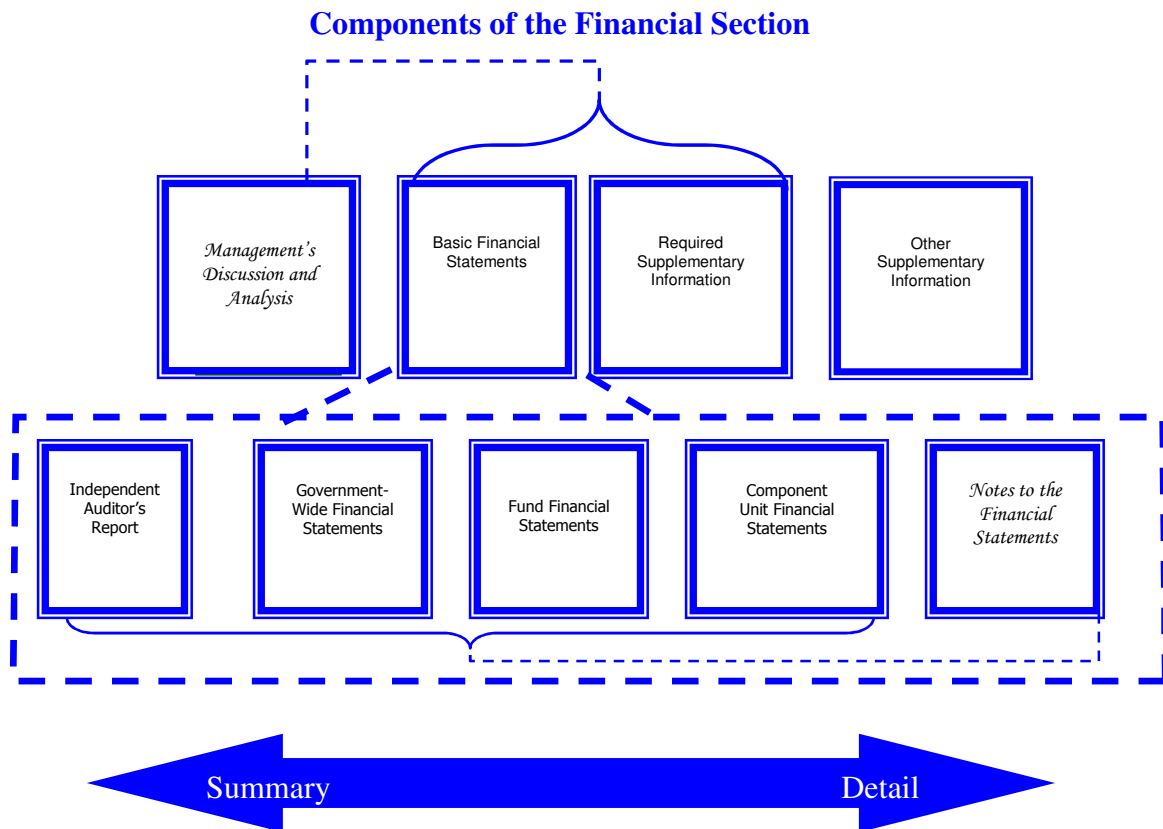 Components of the Financial Section
Management’s
Discussion and
Analysis
Basic Financial
Statements
Required
Supplementary
Information
Other
Supplementary
Information
Independent
Auditor’s
Report
Government-
Wide Financial
Statements
Fund Financial
Statements
Component
Unit Financial
Statements
Notes to the
Financial
Statements
Summary
Detail